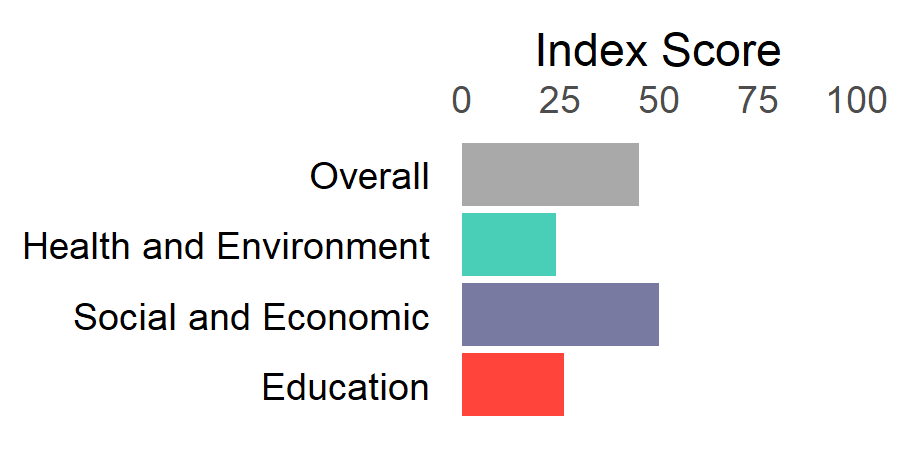 Index Score
0 25 50 75 100
Overall
Health and Environment
Social and Economic
Education